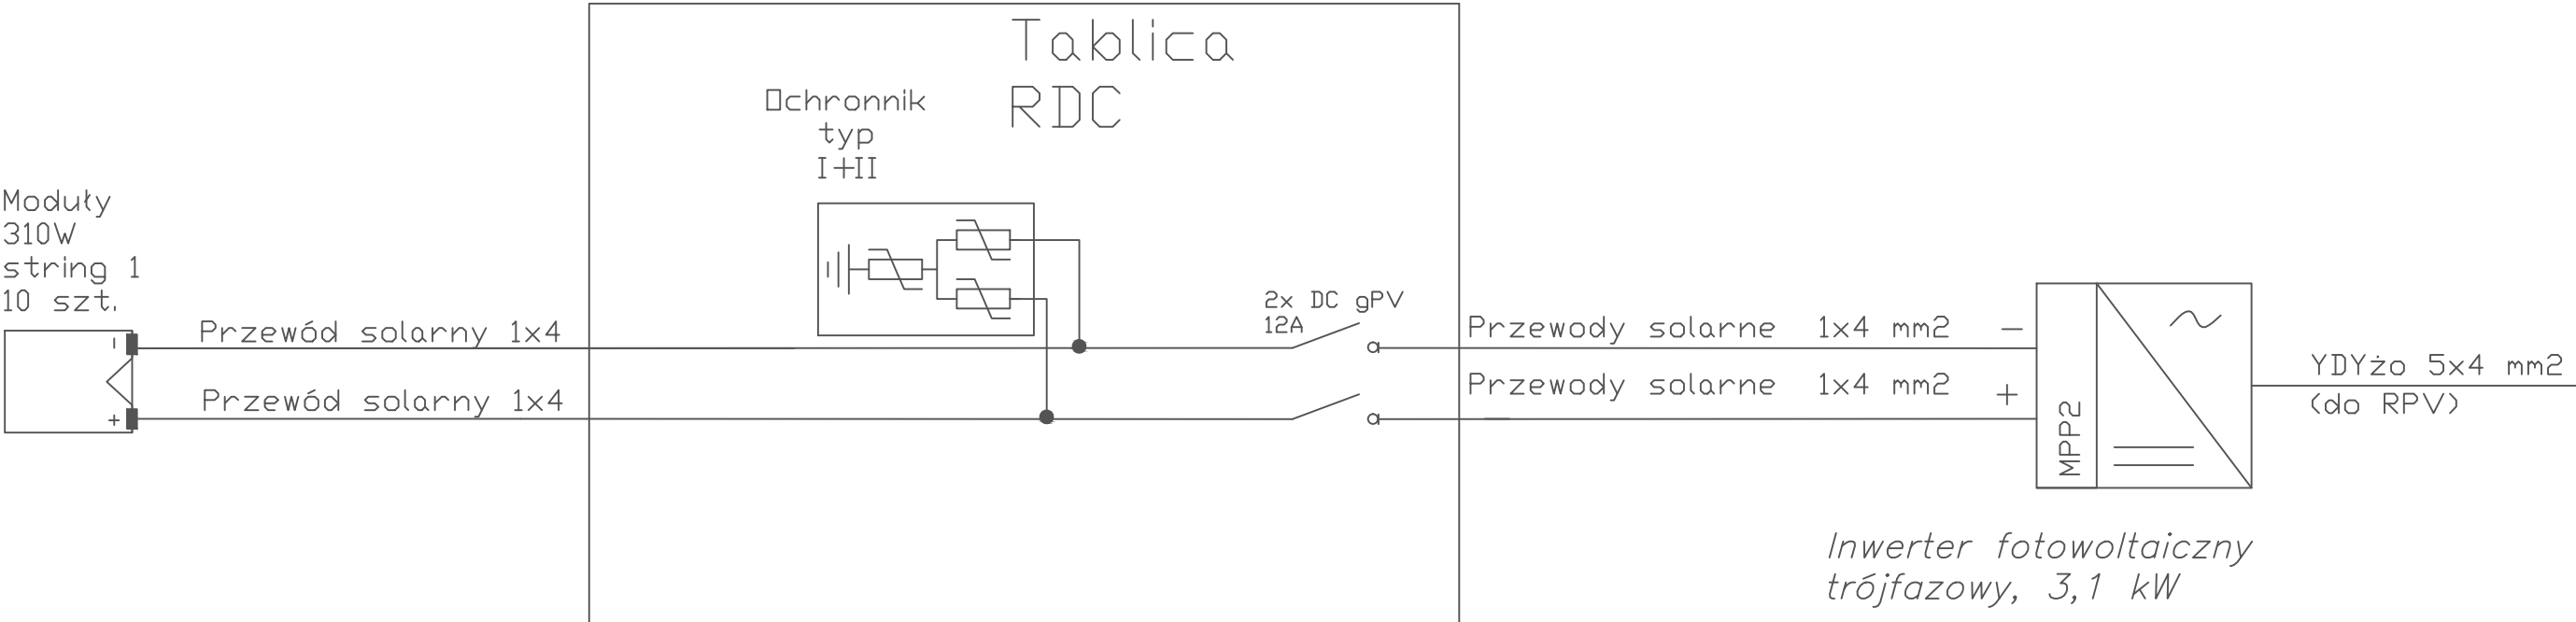 Tablica
RDC
Ochronnik
typ
I+II
Moduły
310W
string 1
10 szt.
-
+
Przewód solarny 1x4
Przewód solarny 1x4
2x DC gPV
12A
Przewody solarne 1x4 mm2
-
Przewody solarne 1x4 mm2
+
MPP2
YDYżo 5x4 mm2
(do RPV)
Inwerter fotowoltaiczny
trójfazowy, 3,1 kW